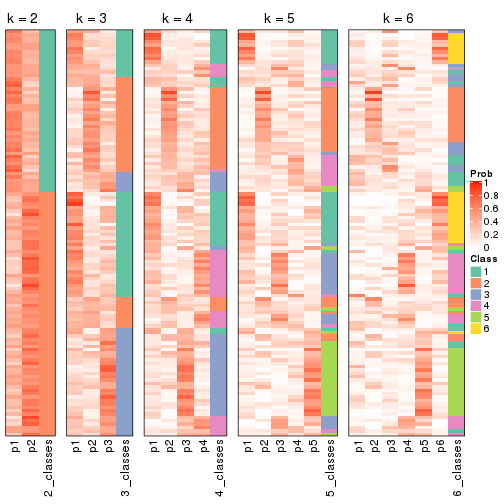 k = 2
k = 3
k = 4
k = 5
k = 6
p1
p2
2_classes
p1
p2
p3
3_classes
p1
p2
p3
p4
4_classes
p1
p2
p3
p4
p5
5_classes
p1
p2
p3
p4
p5
p6
6_classes
Prob
1
0.8
0.6
0.4
0.2
0
Class
1
2
3
4
5
6